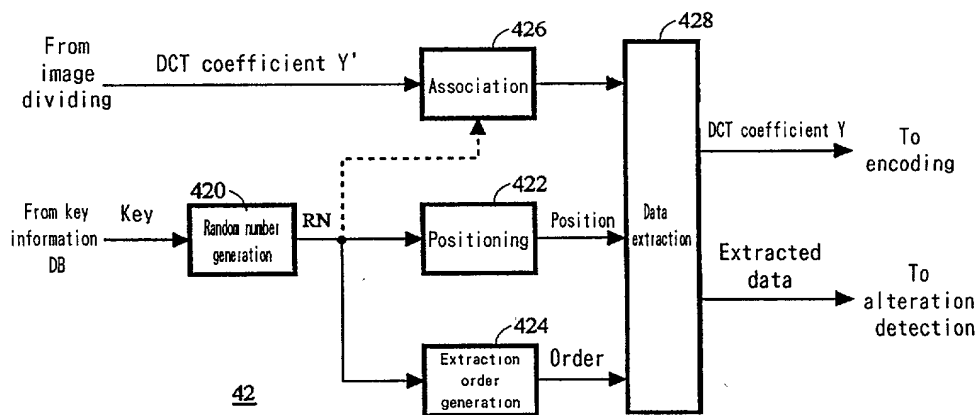 From
image
dividing
DCT coefficient Y'
426
Association
428
Data
extraction
DCT coefficient Y
To
encoding
From key
information
DB
Key
420
Random number
generation
RN
422
Positioning
Position
Extracted
data
To
alteration
detection
424
Extraction
order
generation
Order
42